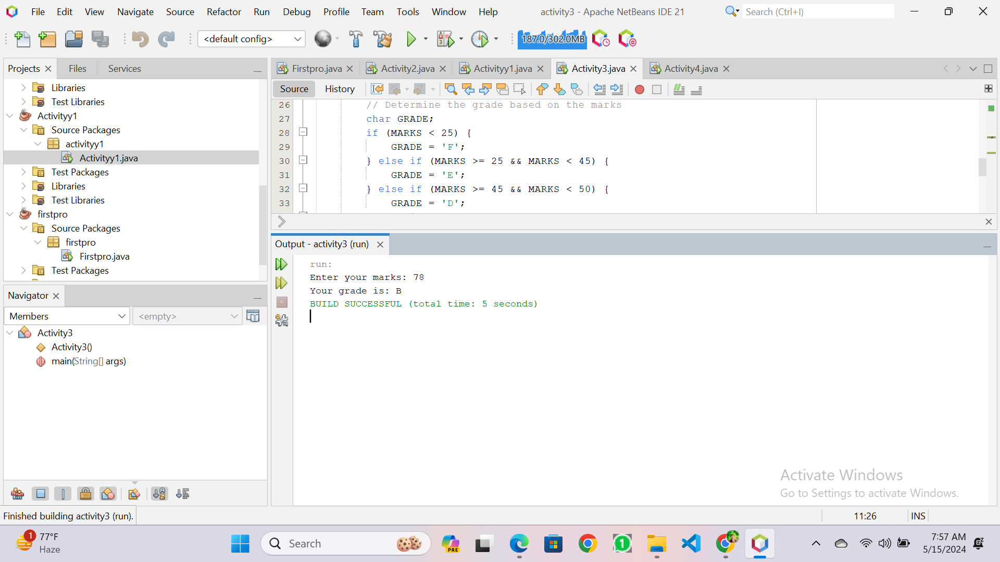 File Edit View Navigate Source Refactor Run Debug Profile Team Tools Window Help
activity3 - Apache NetBeans IDE 21
Search (Ctrl+I)
<default config>
187.0/302.0MB
Projects
Files
Services
Libraries
Test Libraries
Activityy1
Source Packages
activityy1
Activityy1.java
Test Packages
Libraries
Test Libraries
firstpro
Source Packages
firstpro
Firstpro.java
Test Packages
Navigator
Members
<empty>
Activity3
Activity3()
main(String[] args)
Firstpro.java
Activity2.java
Activityy1.java
Activity3.java
Activity4.java
Source
History
26 // Determine the grade based on the marks
27 char GRADE;
28 if (MARKS < 25) {
29 GRADE = 'F';
30 } else if (MARKS >= 25 && MARKS < 45) {
31 GRADE = 'E';
32 } else if (MARKS >= 45 && MARKS < 50) {
33 GRADE = 'D';
Output - activity3 (run)
run:
Enter your marks: 78
Your grade is: B
BUILD SUCCESSFUL (total time: 5 seconds)
Activate Windows
Go to Settings to activate Windows.
Finished building activity3 (run).
11:26
INS
1
77°F
Haze
Search
PRE
1
7:57 AM
5/15/2024